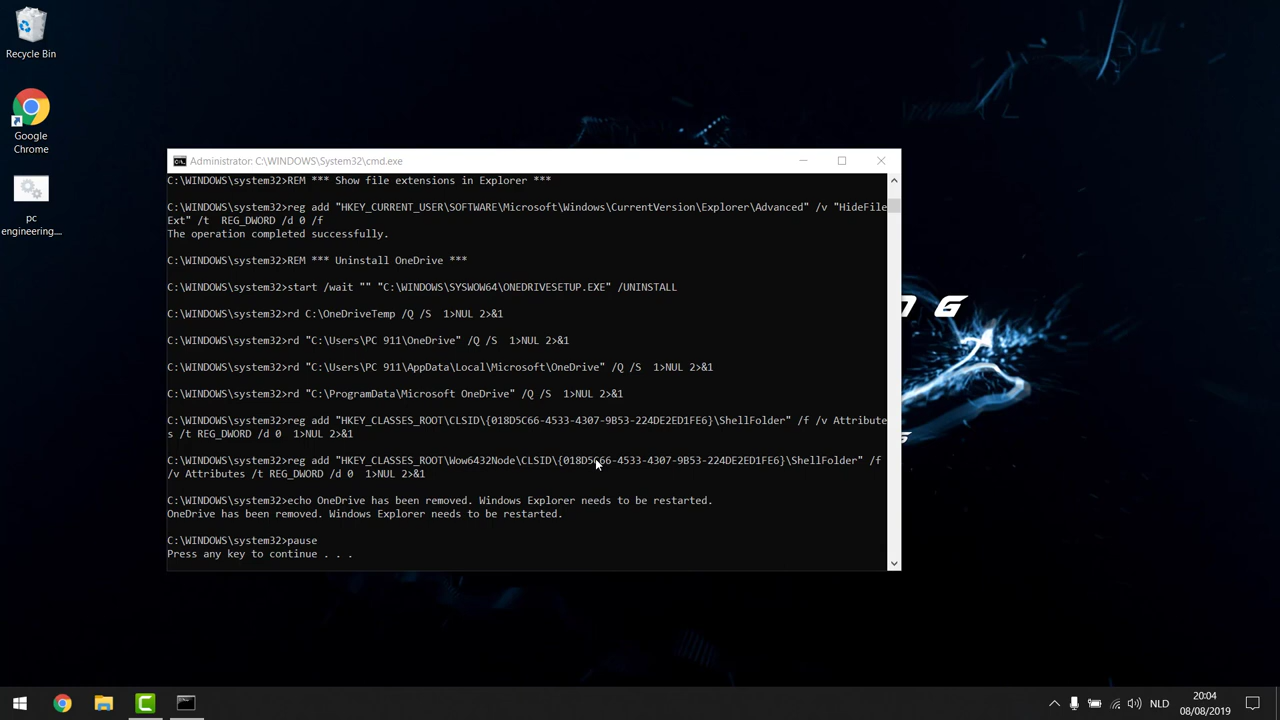 Recycle Bin
Google
Chrome
pc
engineering....
Administrator: C:\WINDOWS\System32\cmd.exe
C:\WINDOWS\system32>REM *** Show file extensions in Explorer ***
C:\WINDOWS\system32>reg add "HKEY_CURRENT_USER\SOFTWARE\Microsoft\Windows\CurrentVersion\Explorer\Advanced" /v "HideFile
Ext" /t  REG_DWORD /d 0 /f
The operation completed successfully.
C:\WINDOWS\system32>REM *** Uninstall OneDrive ***
C:\WINDOWS\system32>start /wait "" "C:\WINDOWS\SYSWOW64\ONEDRIVESETUP.EXE" /UNINSTALL
C:\WINDOWS\system32>rd C:\OneDriveTemp /Q /S  1>NUL 2>&1
C:\WINDOWS\system32>rd "C:\Users\PC 911\OneDrive" /Q /S  1>NUL 2>&1
C:\WINDOWS\system32>rd "C:\Users\PC 911\AppData\Local\Microsoft\OneDrive" /Q /S  1>NUL 2>&1
C:\WINDOWS\system32>rd "C:\ProgramData\Microsoft OneDrive" /Q /S  1>NUL 2>&1
C:\WINDOWS\system32>reg add "HKEY_CLASSES_ROOT\CLSID\{018D5C66-4533-4307-9B53-224DE2ED1FE6}\ShellFolder" /f /v Attribute
s /t REG_DWORD /d 0  1>NUL 2>&1
C:\WINDOWS\system32>reg add "HKEY_CLASSES_ROOT\Wow6432Node\CLSID\{018D5C66-4533-4307-9B53-224DE2ED1FE6}\ShellFolder" /f
/v Attributes /t REG_DWORD /d 0  1>NUL 2>&1
C:\WINDOWS\system32>echo OneDrive has been removed. Windows Explorer needs to be restarted.
OneDrive has been removed. Windows Explorer needs to be restarted.
C:\WINDOWS\system32>pause
Press any key to continue . . .
NLD
20:04
08/08/2019